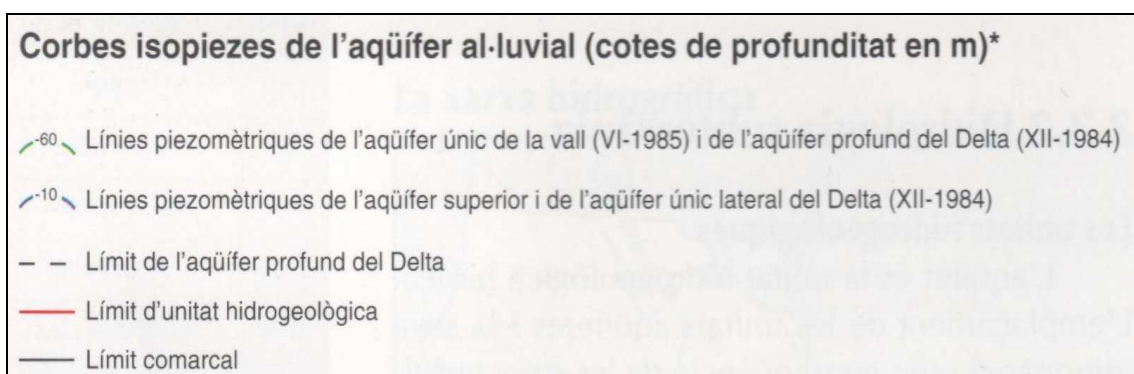 Corbes isopiezes de l'aqüífer al·luvial (cotes de profunditat en m)*
-60 Línies piezomètriques de l'aqüífer únic de la vall (VI-1985) i de l'aqüífer profund del Delta (XII-1984)
-10 Línies piezomètriques de l'aqüífer superior i de l'aqüífer únic lateral del Delta (XII-1984)
Límit de l'aqüífer profund del Delta
Límit d'unitat hidrogeològica
Límit comarcal